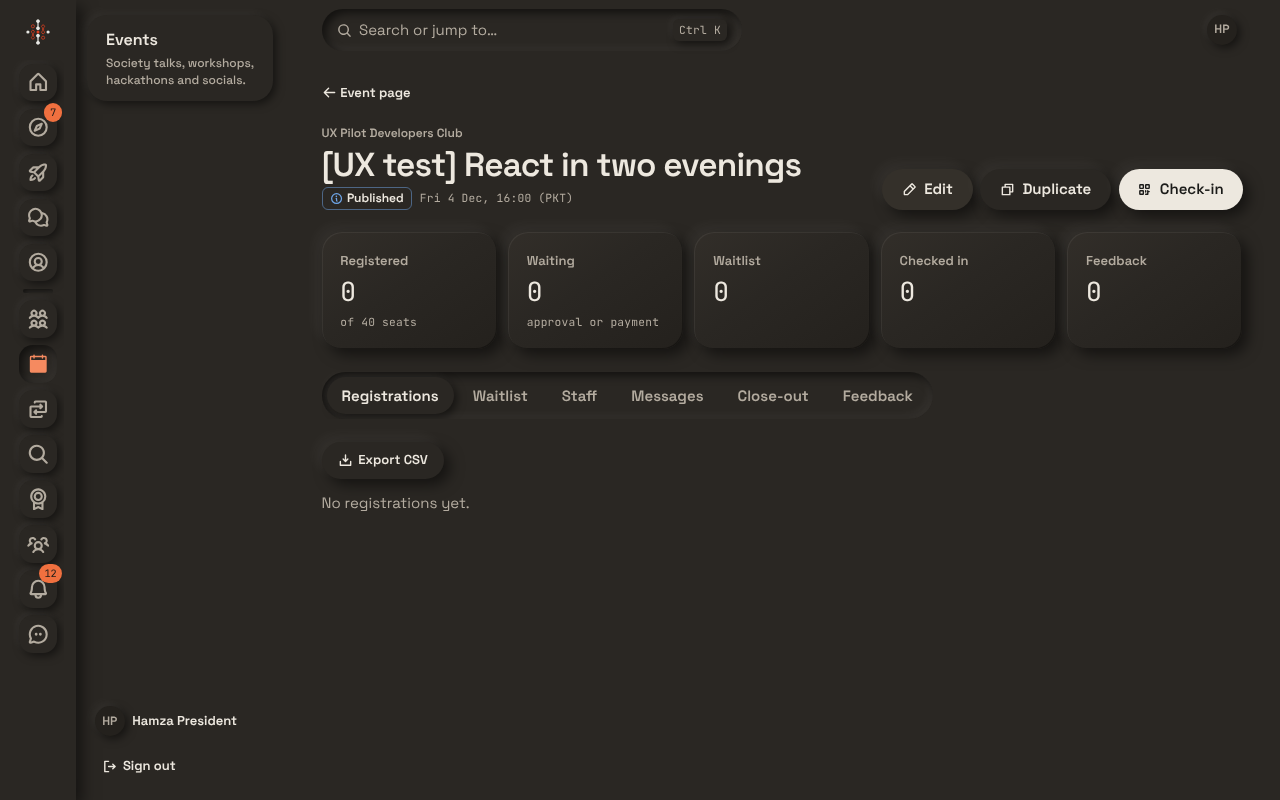 Events
Society talks, workshops,
hackathons and socials.
Search or jump to...
Ctrl K
HP
7
Event page
UX Pilot Developers Club
[UX test] React in two evenings
Published
Fri 4 Dec, 16:00 (PKT)
Edit
Duplicate
Check-in
Registered
0
of 40 seats
Waiting
0
approval or payment
Waitlist
0
Checked in
0
Feedback
0
Registrations
Waitlist
Staff
Messages
Close-out
Feedback
Export CSV
No registrations yet.
12
HP
Hamza President
Sign out